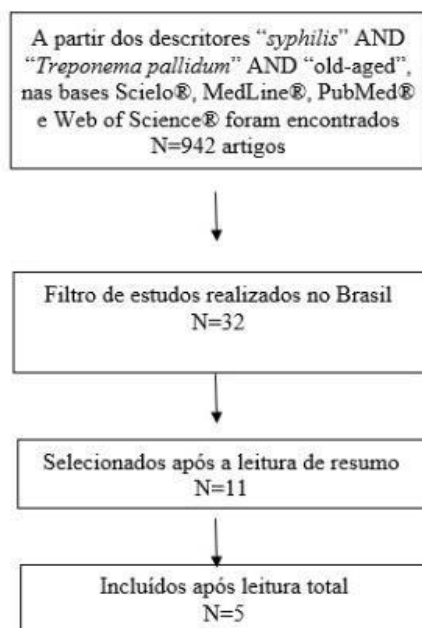 A partir dos descritores “syphilis” AND
“Treponema pallidum” AND “old-aged”,
nas bases Scielo®, MedLine®, PubMed®
e Web of Science® foram encontrados
N=942 artigos
Filtro de estudos realizados no Brasil
N=32
Selecionados após a leitura de resumo
N=11
Incluídos após leitura total
N=5